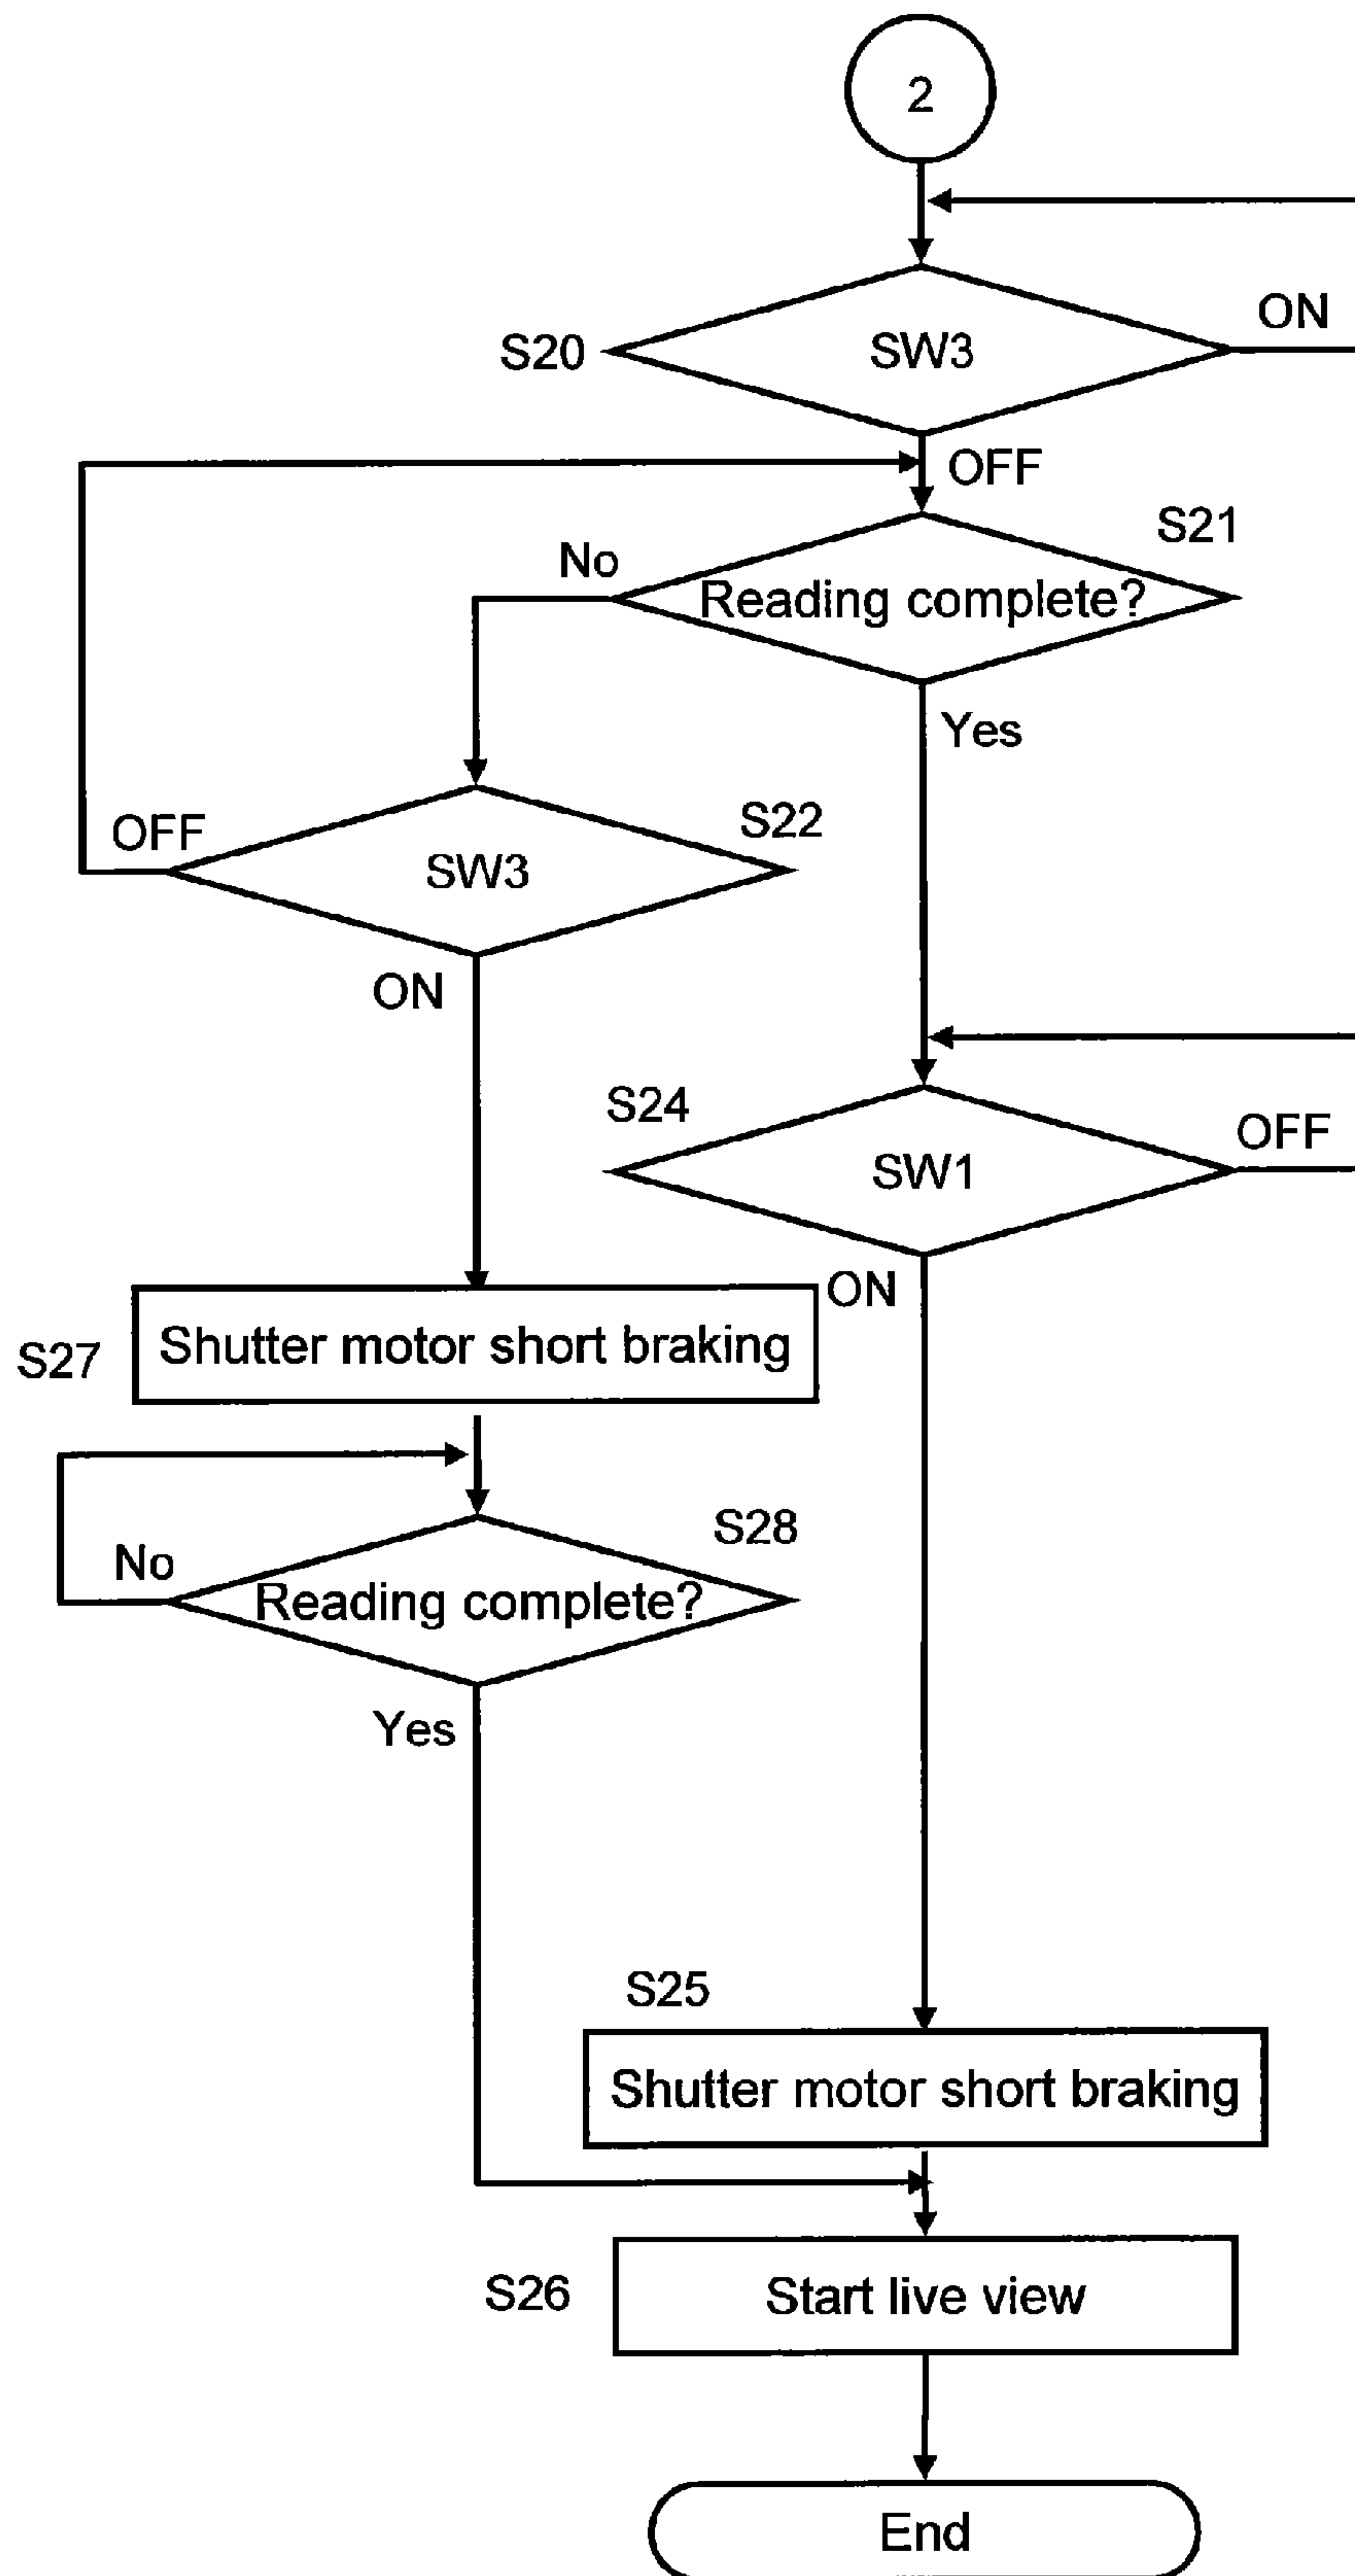 2
ON
S20
SW3
OFF
S21
No
Reading complete?
Yes
S22
OFF
SW3
ON
S24
OFF
SW1
ON
Shutter motor short braking
S27
S28
No
Reading complete?
Yes
S25
Shutter motor short braking
S26
Start live view
End